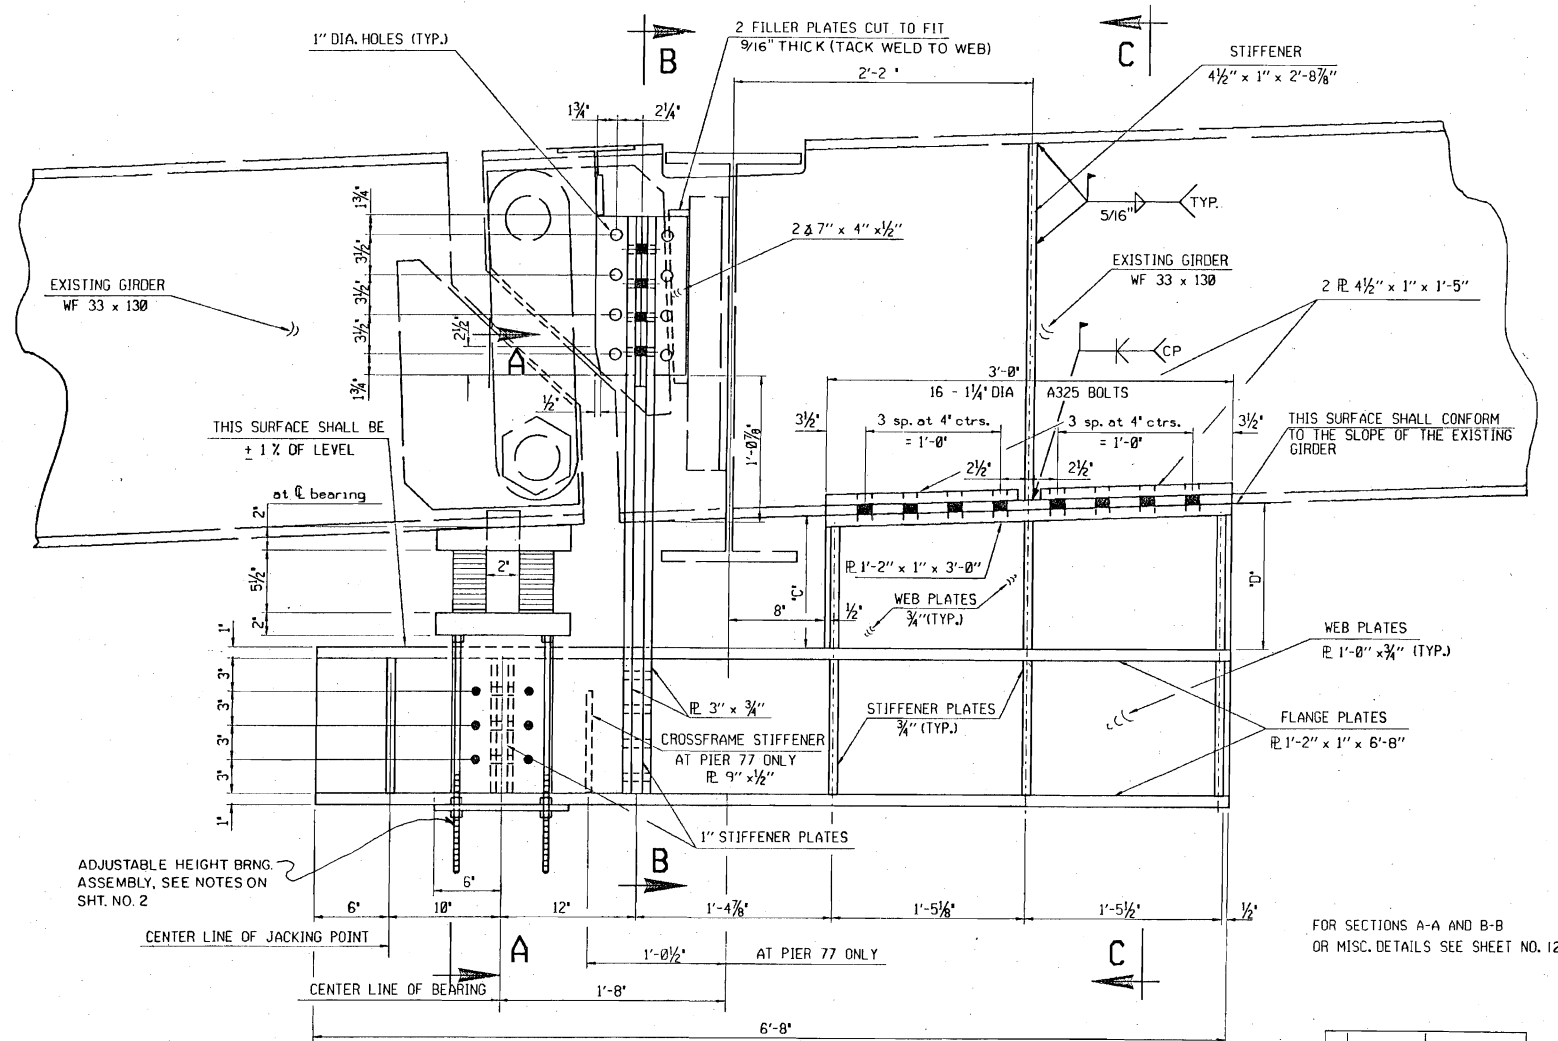 B
2 FILLER PLATES CUT TO FIT
9/16" THICK (TACK WELD TO WEB)
C
1" DIA. HOLES (TYP.)
STIFFENER
4½" x 1" x 2'-8⅞"
2'-2"
1¾"
2¼"
1¾"
3½"
3½"
3½"
1¾"
2½"
A
½"
5/16"
TYP.
2 ∡ 7" x 4" x ½"
EXISTING GIRDER
WF 33 x 130
EXISTING GIRDER
WF 33 x 130
2 ℞ 4½" x 1" x 1'-5"
CP
3'-0"
16 - 1¼" DIA A325 BOLTS
3½"
3 sp. at 4" ctrs.
= 1'-0"
3 sp. at 4" ctrs.
= 1'-0"
3½"
2½"
2½"
THIS SURFACE SHALL CONFORM
TO THE SLOPE OF THE EXISTING
GIRDER
THIS SURFACE SHALL BE
± 1 % OF LEVEL
1'-0⅞"
at ℄ bearing
2"
5½"
2"
2"
℞ 1'-2" x 1" x 3'-0"
"C"
"D"
8"
½"
WEB PLATES
¾" (TYP.)
WEB PLATES
℞ 1'-0" x ¾" (TYP.)
1"
3"
3"
3"
3"
1"
℞ 3" x ¾"
STIFFENER PLATES
¾" (TYP.)
FLANGE PLATES
℞ 1'-2" x 1" x 6'-8"
CROSSFRAME STIFFENER
AT PIER 77 ONLY
℞ 9" x ½"
1" STIFFENER PLATES
ADJUSTABLE HEIGHT BRNG.
ASSEMBLY, SEE NOTES ON
SHT. NO. 2
B
6"
6"
10"
12"
1'-4⅞"
1'-5⅛"
1'-5½"
½"
CENTER LINE OF JACKING POINT
A
1'-0½"
AT PIER 77 ONLY
C
FOR SECTIONS A-A AND B-B
OR MISC. DETAILS SEE SHEET NO. 12
CENTER LINE OF BEARING
1'-8"
6'-8"